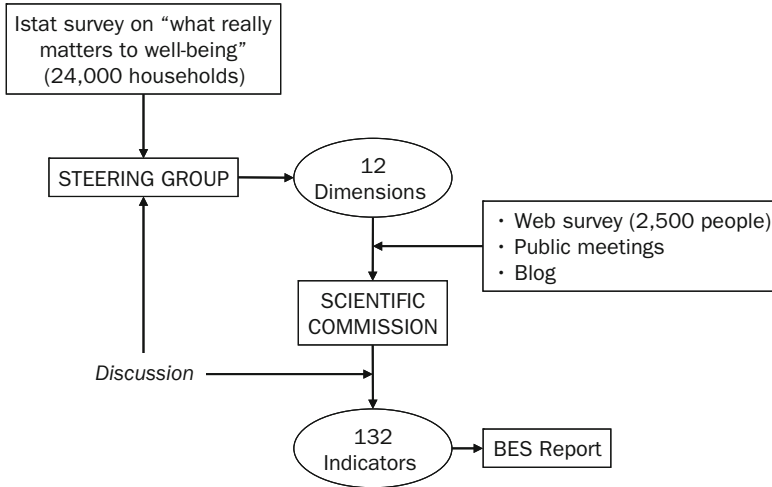 Istat survey on “what really
matters to well-being”
(24,000 households)
STEERING GROUP
12
Dimensions
· Web survey (2,500 people)
· Public meetings
· Blog
SCIENTIFIC
COMMISSION
Discussion
132
Indicators
BES Report